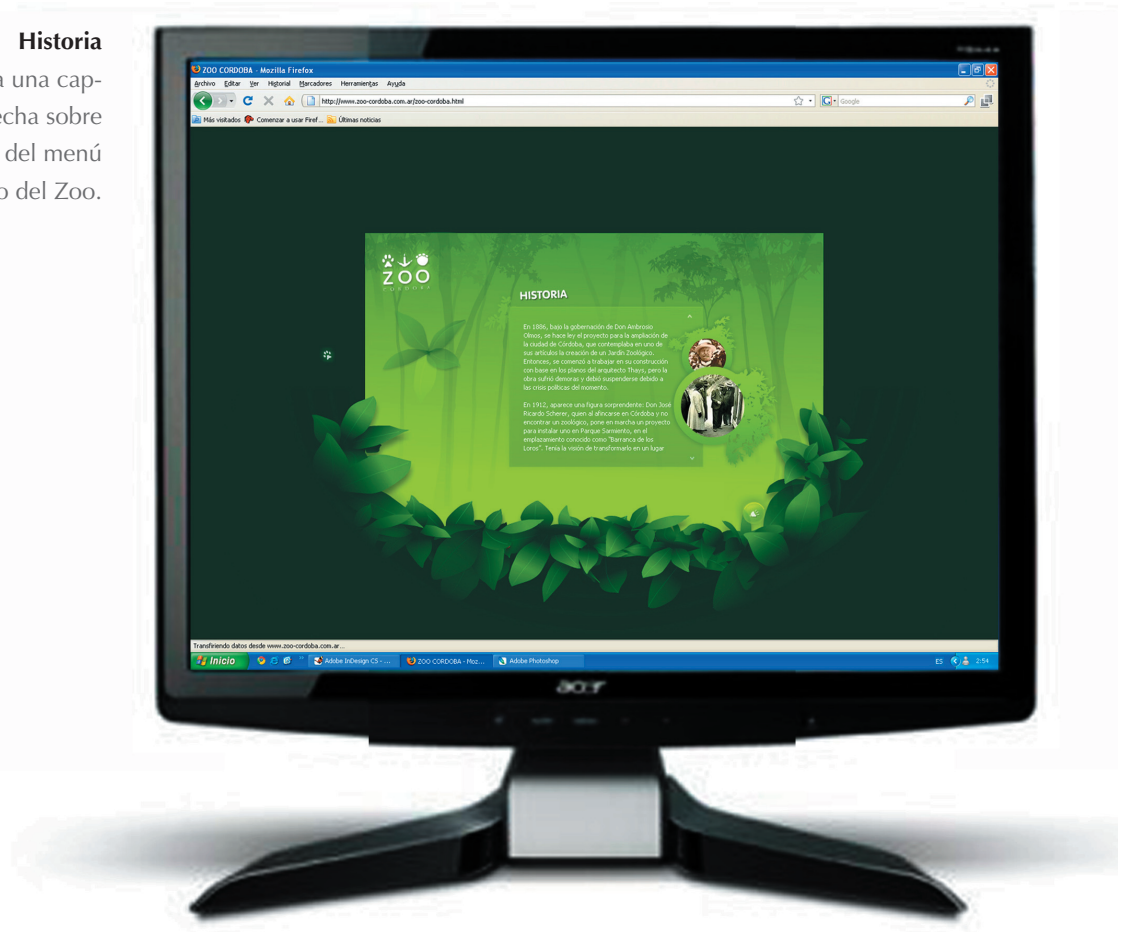 Historia
a una cap-
echa sobre
del menú
o del Zoo.
ZOO CORDOBA - Mozilla Firefox
Archivo Editar Ver Historial Marcadores Herramientas Ayuda
http://www.zoo-cordoba.com.ar/zoo-cordoba.html
Google
Más visitados Comenzar a usar Firef... Últimas noticias
ZOO
CORDOBA
HISTORIA
En 1886, bajo la gobernación de Don Ambrosio
Olmos, se hace ley el proyecto para la ampliación de
la ciudad de Córdoba, que contemplaba en uno de
sus artículos la creación de un Jardín Zoológico.
Entonces, se comenzó a trabajar en su construcción
con base en los planos del arquitecto Thays, pero la
obra sufrió demoras y debió suspenderse debido a
las crisis políticas del momento.
En 1912, aparece una figura sorprendente: Don José
Ricardo Scherer, quien al afincarse en Córdoba y no
encontrar un zoológico, pone en marcha un proyecto
para instalar uno en Parque Sarmiento, en el
emplazamiento conocido como "Barranca de los
Loros". Tenía la visión de transformarlo en un lugar
Transfiriendo datos desde www.zoo-cordoba.com.ar...
Inicio
Adobe InDesign CS - ...
ZOO CORDOBA - Moz...
Adobe Photoshop
ES
2:54
acer